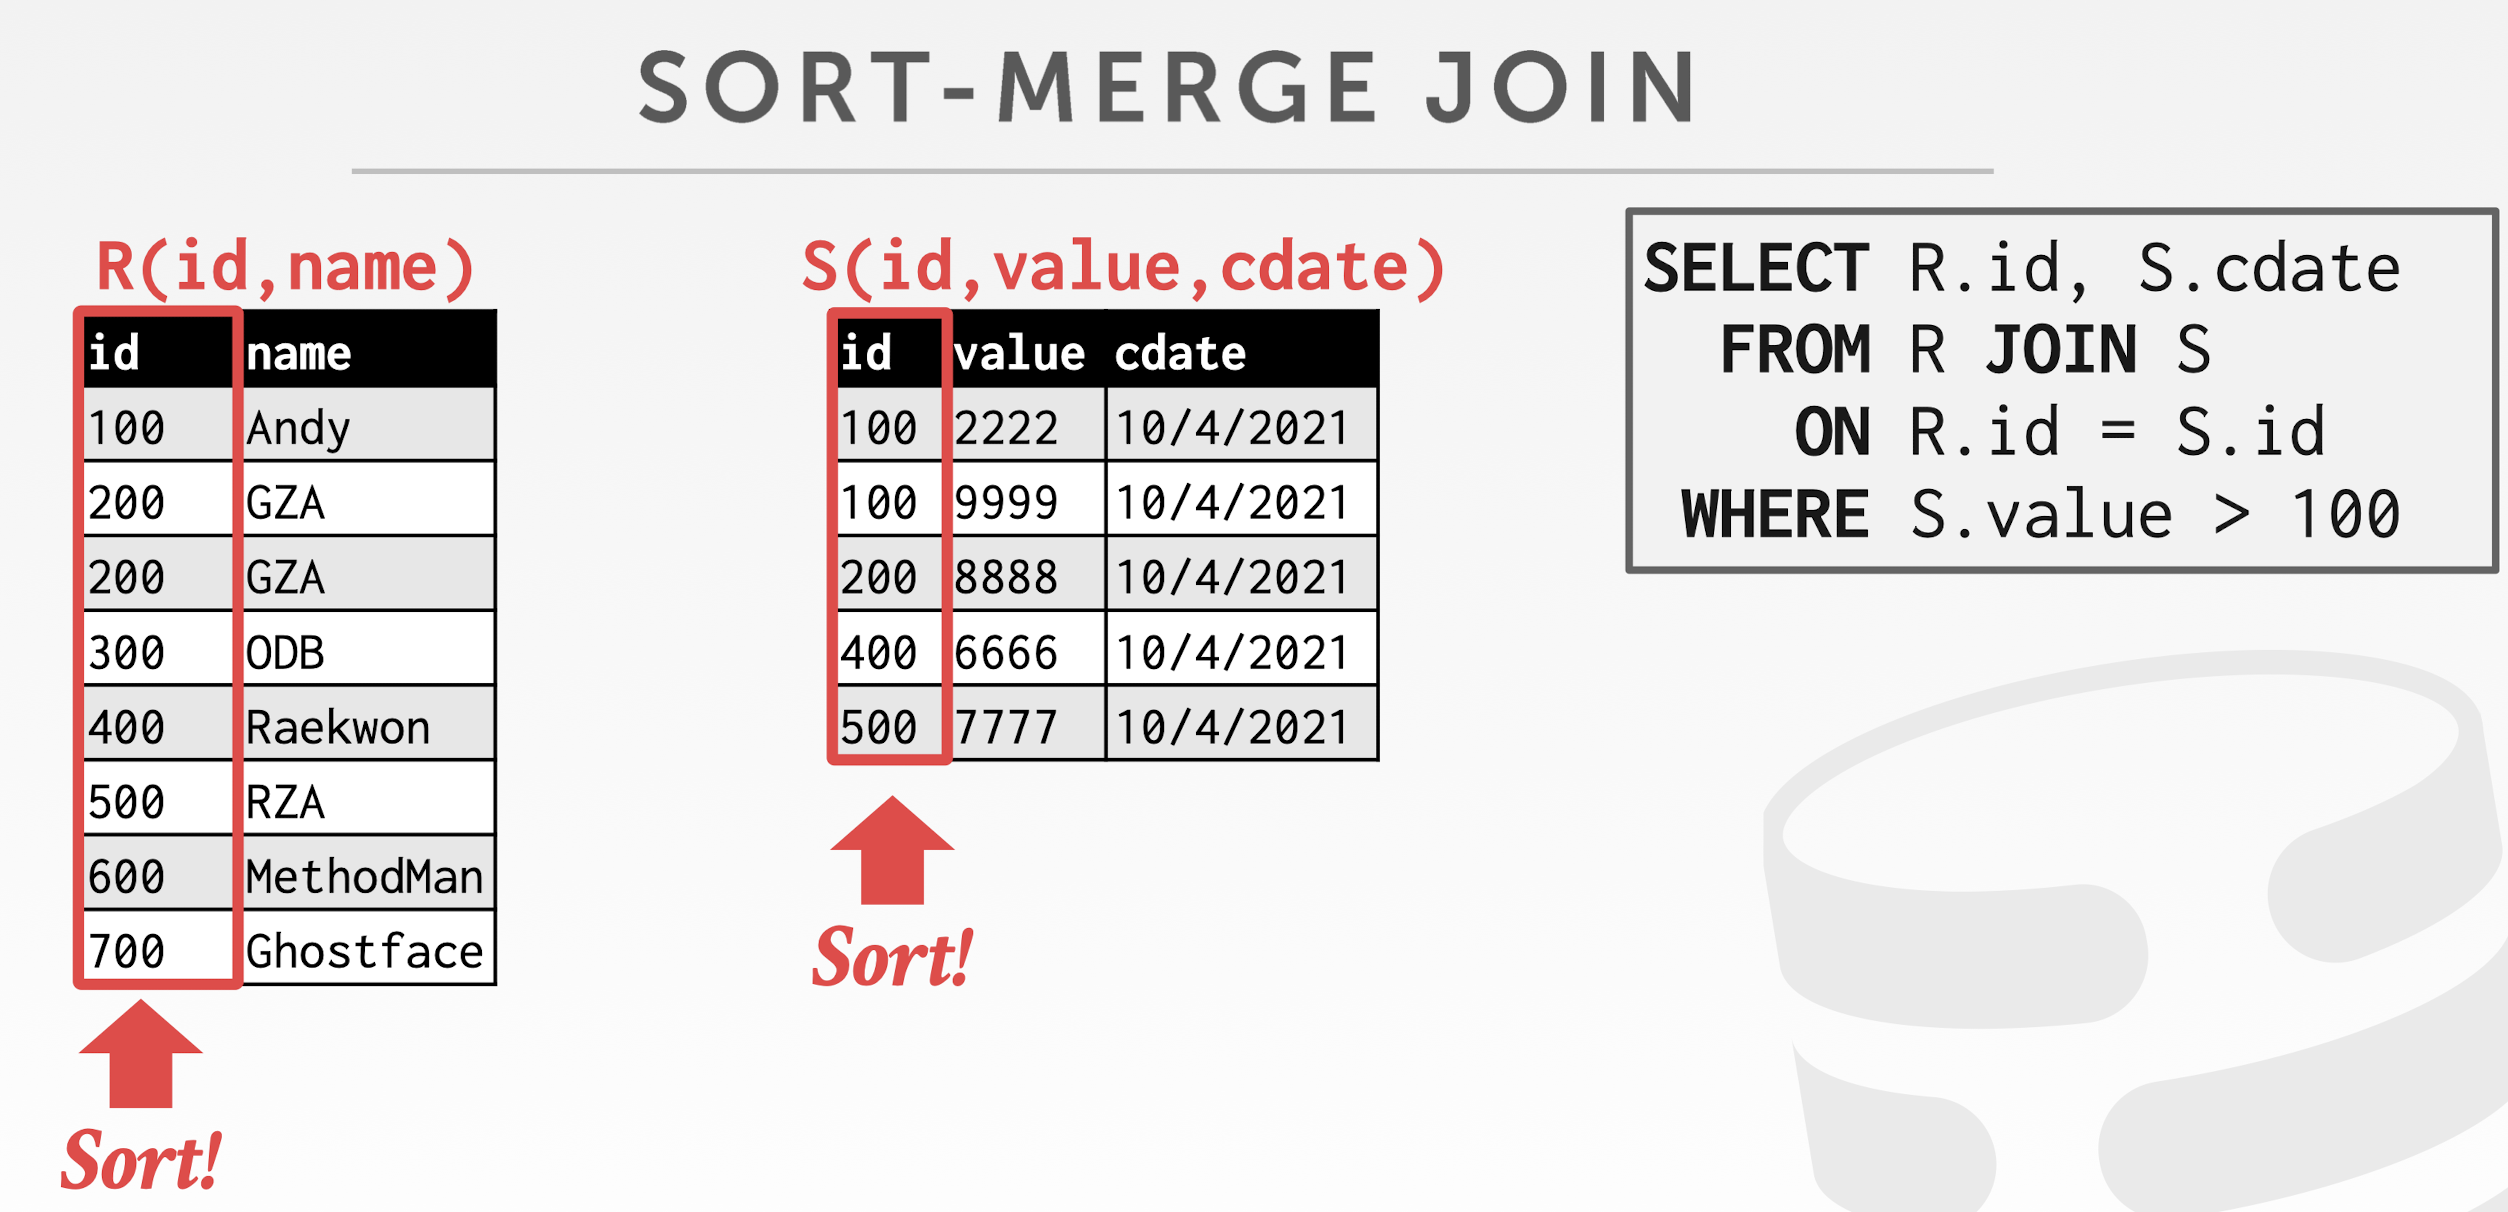 SORT-MERGE JOIN
R(id,name)
id name
100 Andy
200 GZA
200 GZA
300 ODB
400 Raekwon
500 RZA
600 MethodMan
700 Ghostface
Sort!
S(id,value,cdate)
id value cdate
100 2222 10/4/2021
100 9999 10/4/2021
200 8888 10/4/2021
400 6666 10/4/2021
500 7777 10/4/2021
Sort!
SELECT R.id, S.cdate
FROM R JOIN S
ON R.id = S.id
WHERE S.value > 100